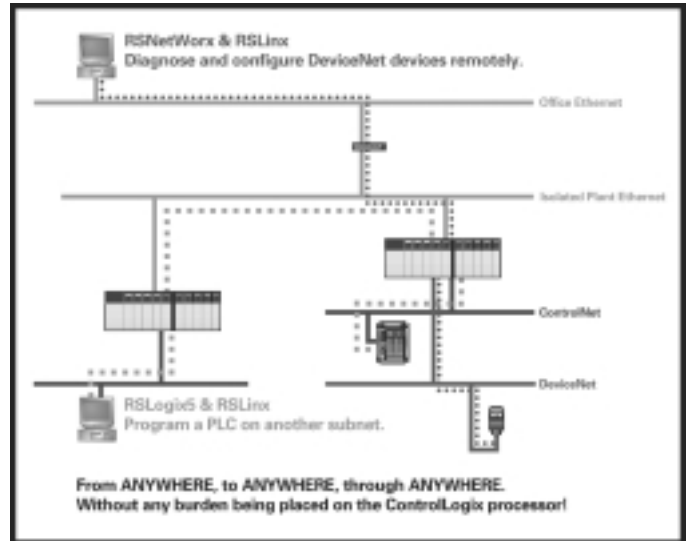 RSNetWorx & RSLinx
Diagnose and configure DeviceNet devices remotely.
Office Ethernet
Isolated Plant Ethernet
ControlNet
DeviceNet
RSLogix5 & RSLinx
Program a PLC on another subnet.
From ANYWHERE, to ANYWHERE, through ANYWHERE.
Without any burden being placed on the ControlLogix processor!